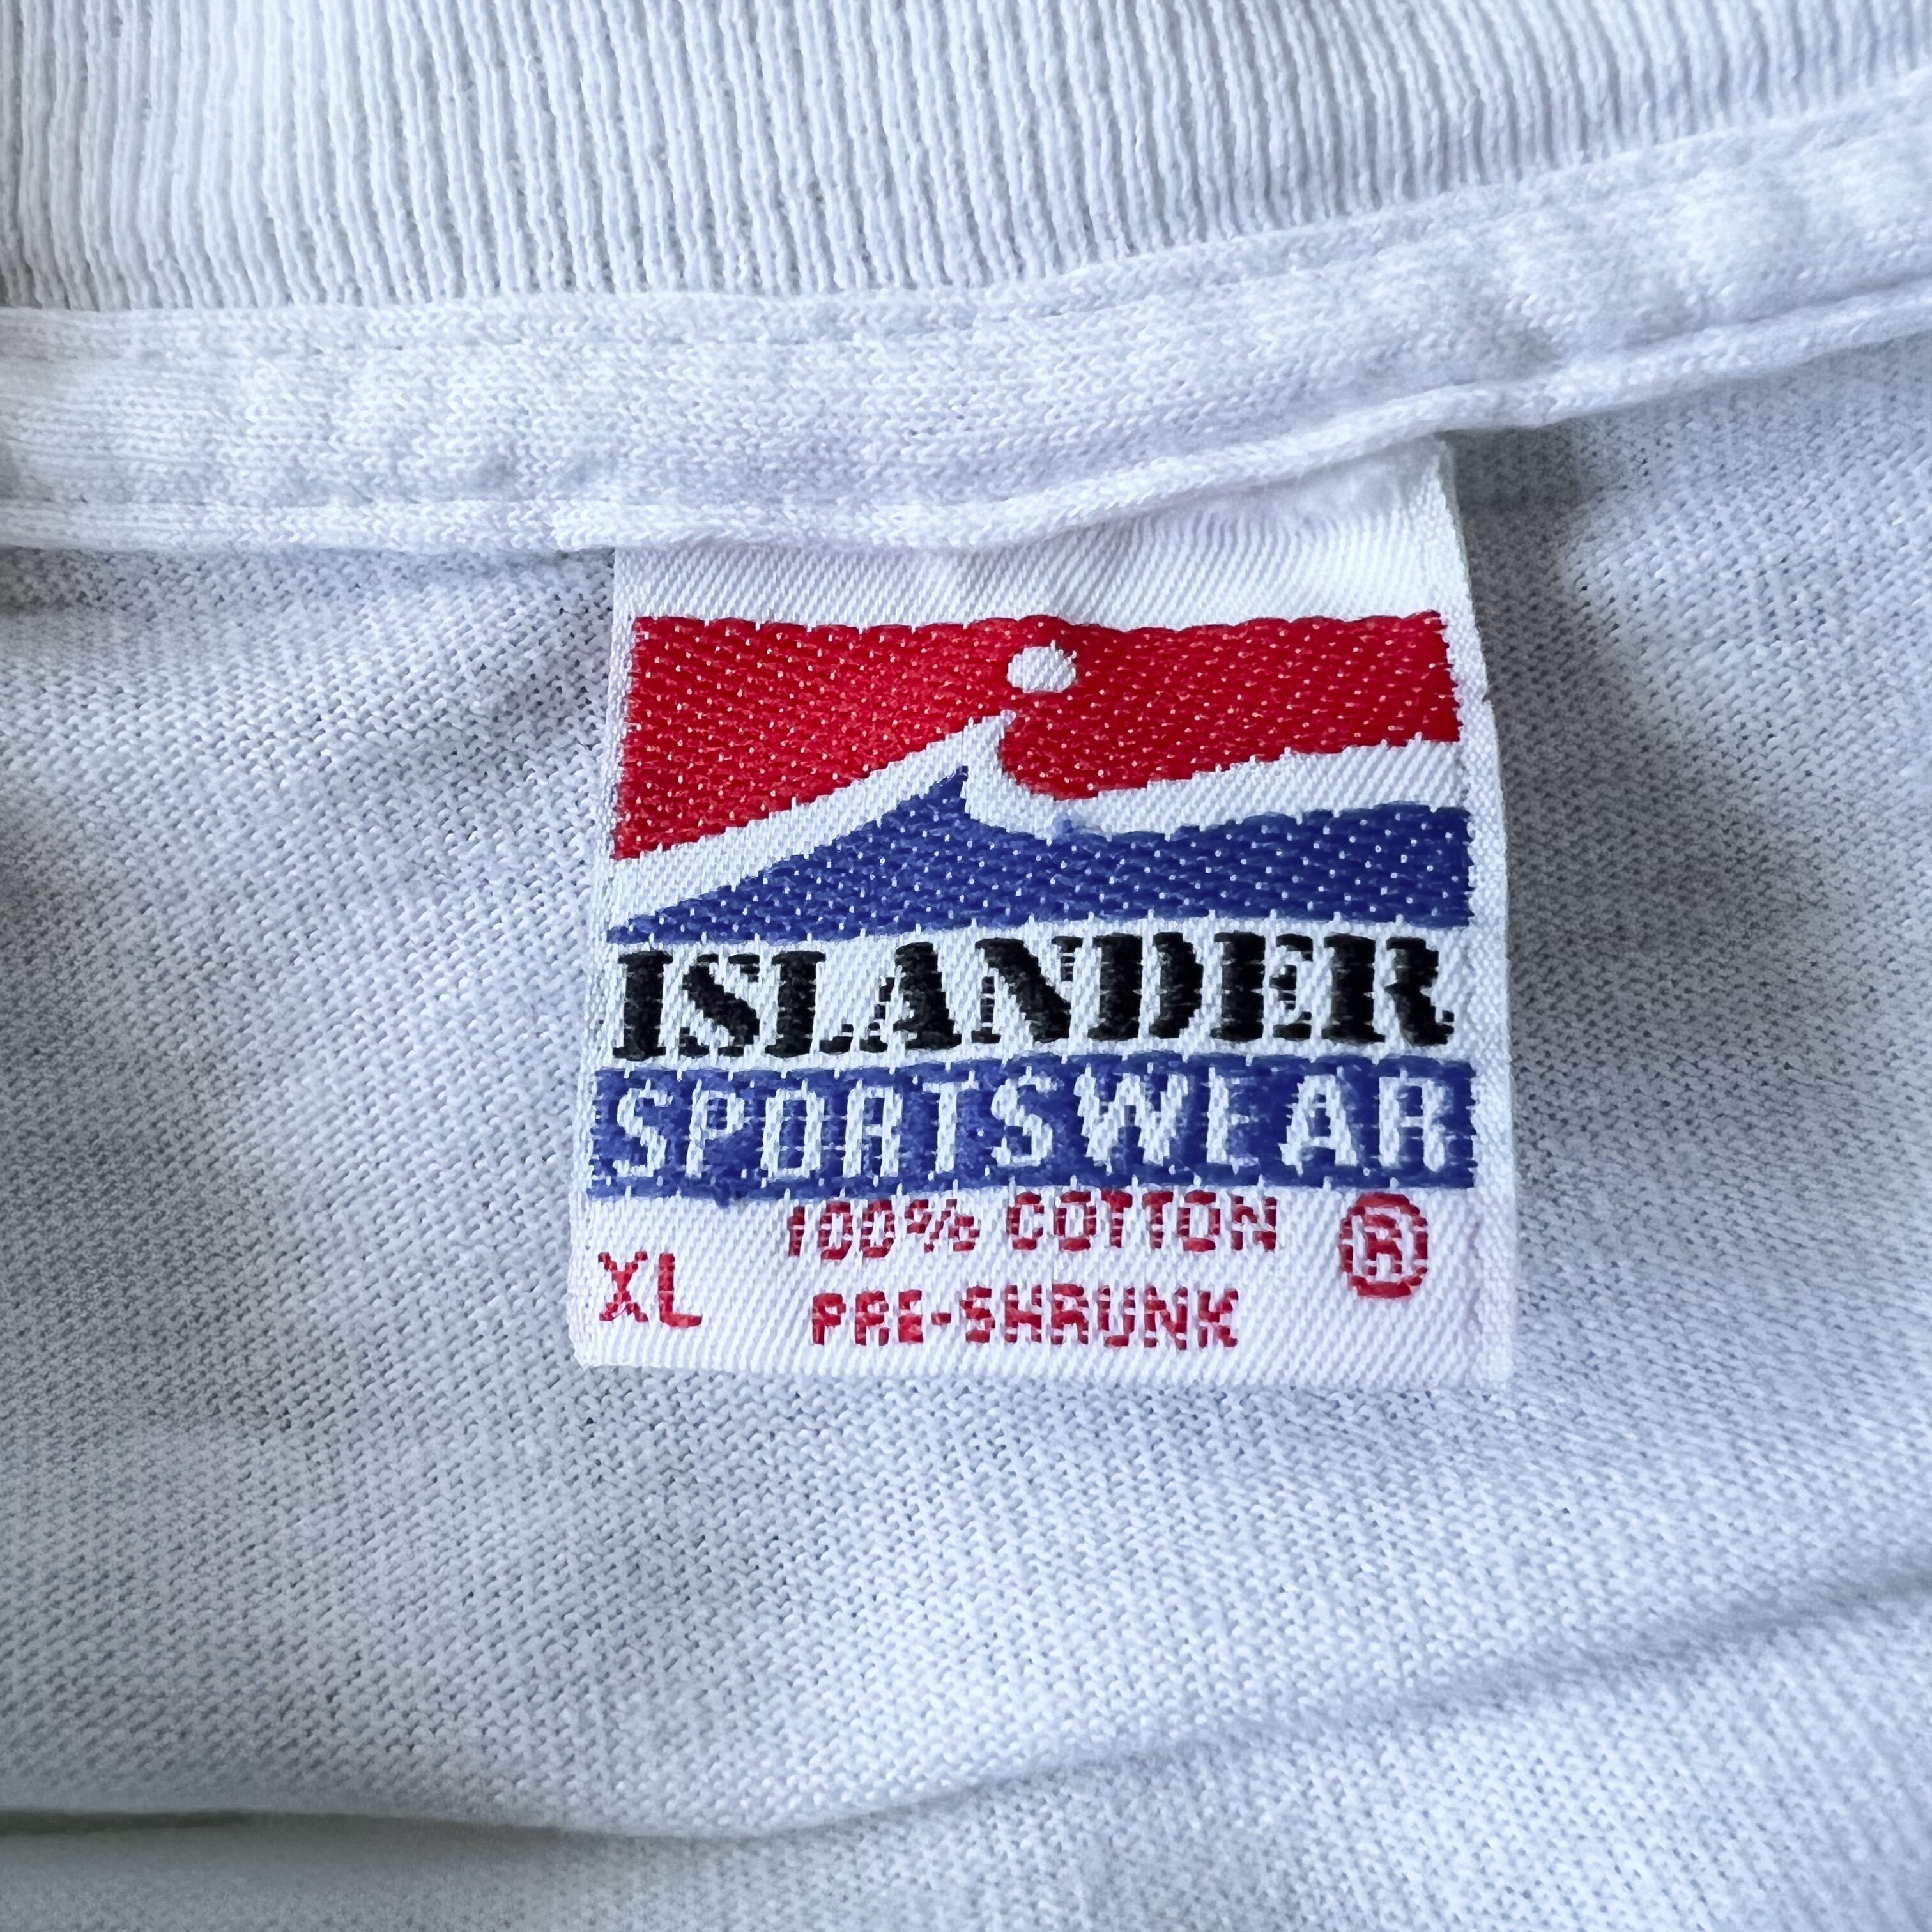 ISLANDER
SPORTSWEAR
100% COTTON ®
XL
PRE-SHRUNK